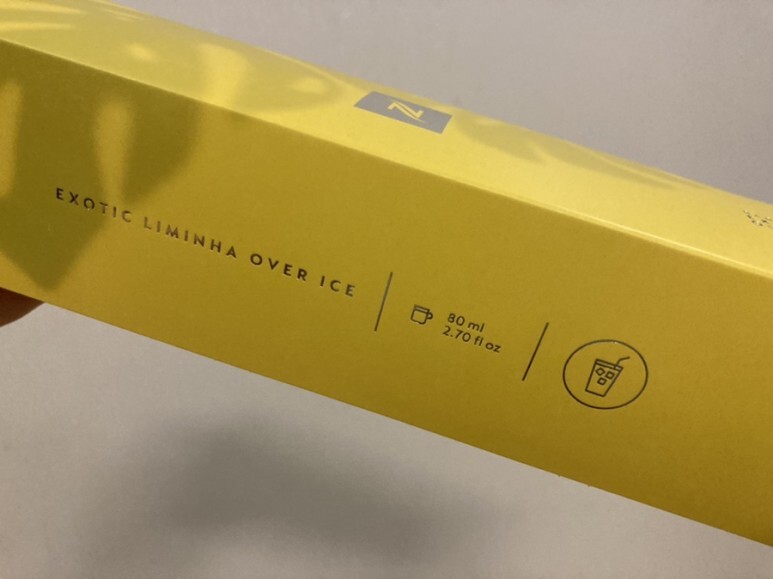 N
EXOTIC LIMINHA OVER ICE
80 ml
2.70 fl oz